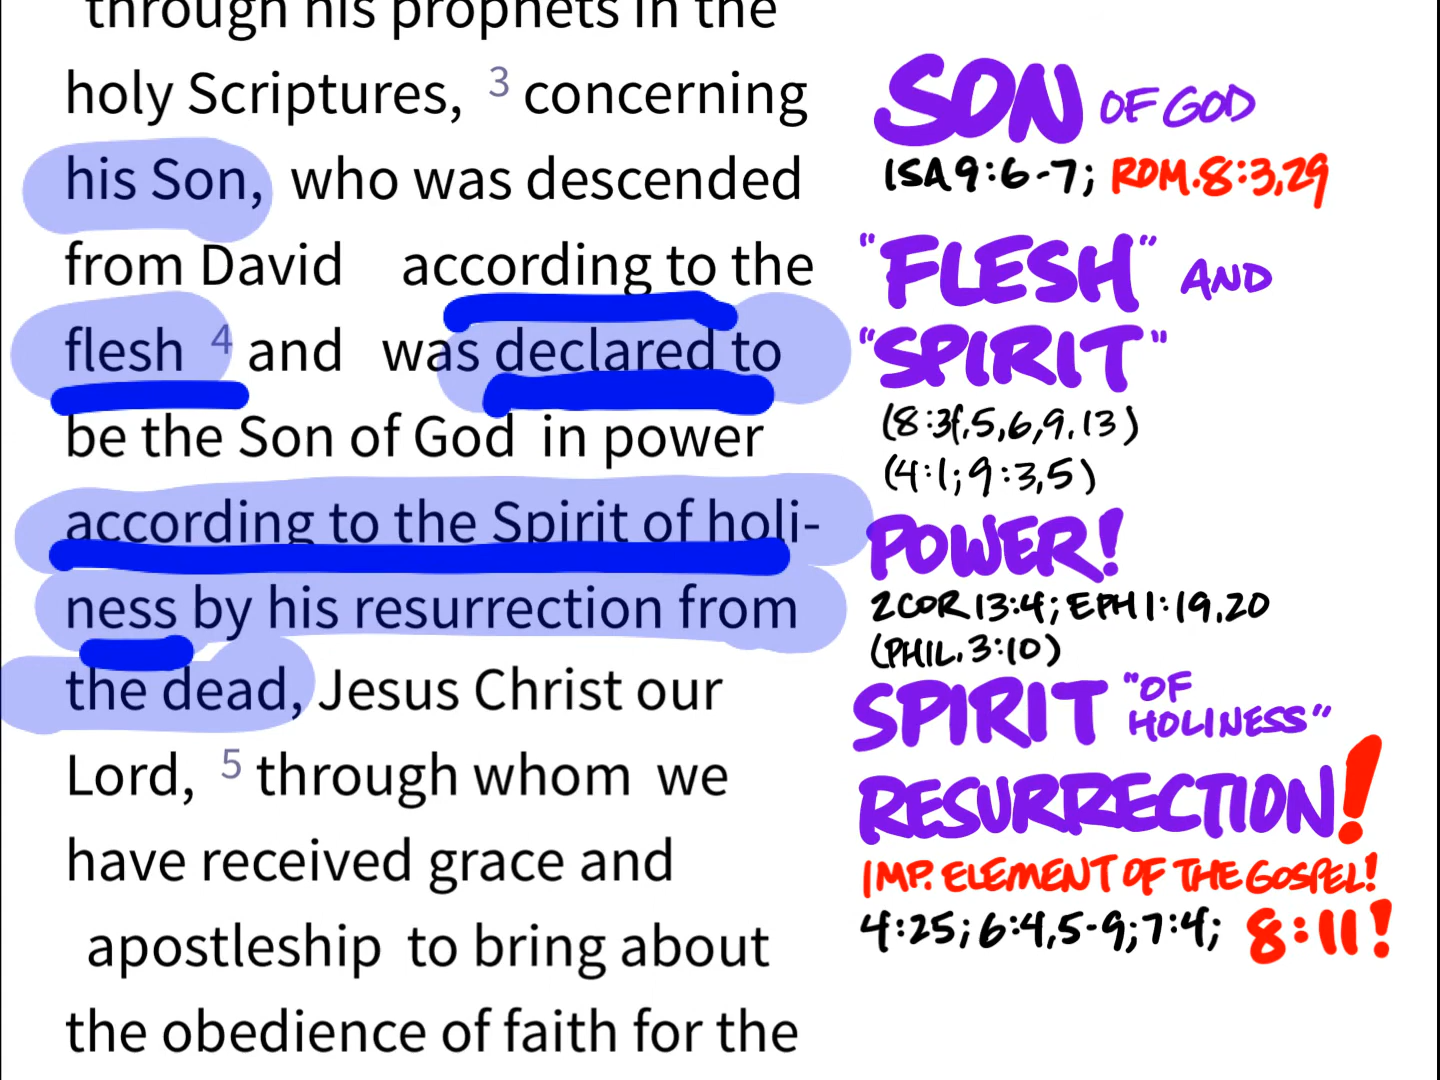 through his prophets in the
holy Scriptures, 3 concerning
his Son, who was descended
from David according to the
flesh 4 and was declared to
be the Son of God in power
according to the Spirit of holi-
ness by his resurrection from
the dead, Jesus Christ our
Lord, 5 through whom we
have received grace and
apostleship to bring about
the obedience of faith for the
SON OF GOD
ISA 9:6-7; ROM. 8:3,29
"FLESH" AND
"SPIRIT"
(8:3f,5,6,9,13)
(4:1; 9:3,5)
POWER!
2 COR 13:4; EPH 1:19,20
(PHIL. 3:10)
SPIRIT "OF
HOLINESS"
RESURRECTION!
IMP. ELEMENT OF THE GOSPEL!
4:25; 6:4,5-9; 7:4; 8:11!